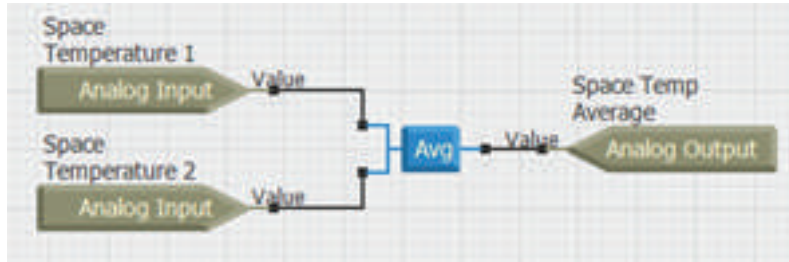 Space
Temperature 1
Analog Input
Value
Space
Temperature 2
Analog Input
Value
Avg
Value
Space Temp
Average
Analog Output